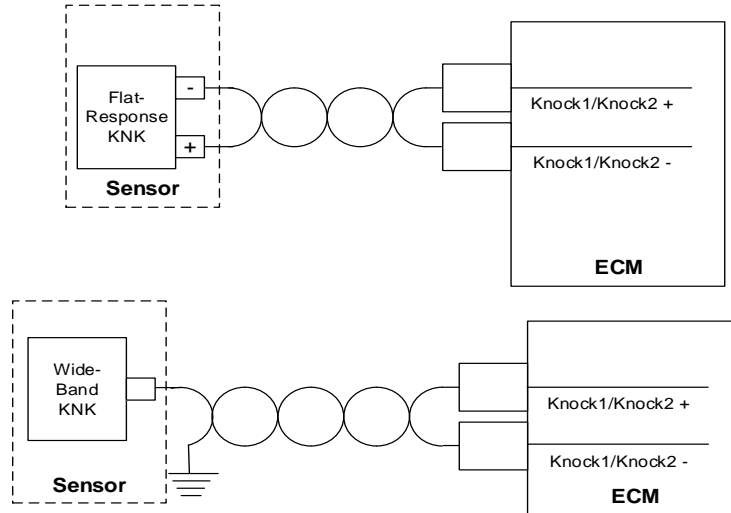 Flat-
Response
KNK
-
+
Sensor
Knock1/Knock2 +
Knock1/Knock2 -
ECM
Wide-
Band
KNK
Sensor
Knock1/Knock2 +
Knock1/Knock2 -
ECM